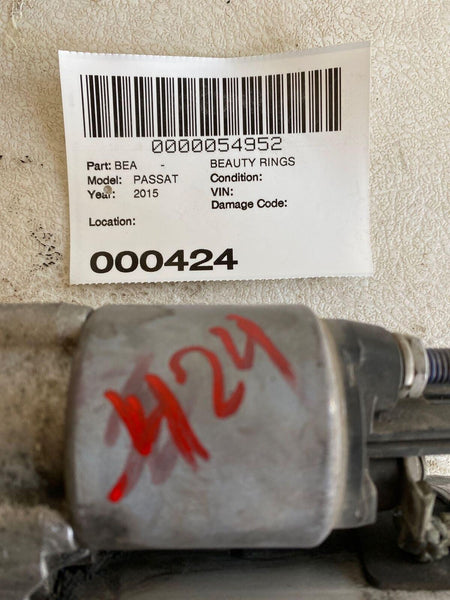 0000054952
Part: BEA - BEAUTY RINGS
Model: PASSAT Condition:
Year: 2015 VIN:
Damage Code:
Location:
000424
424